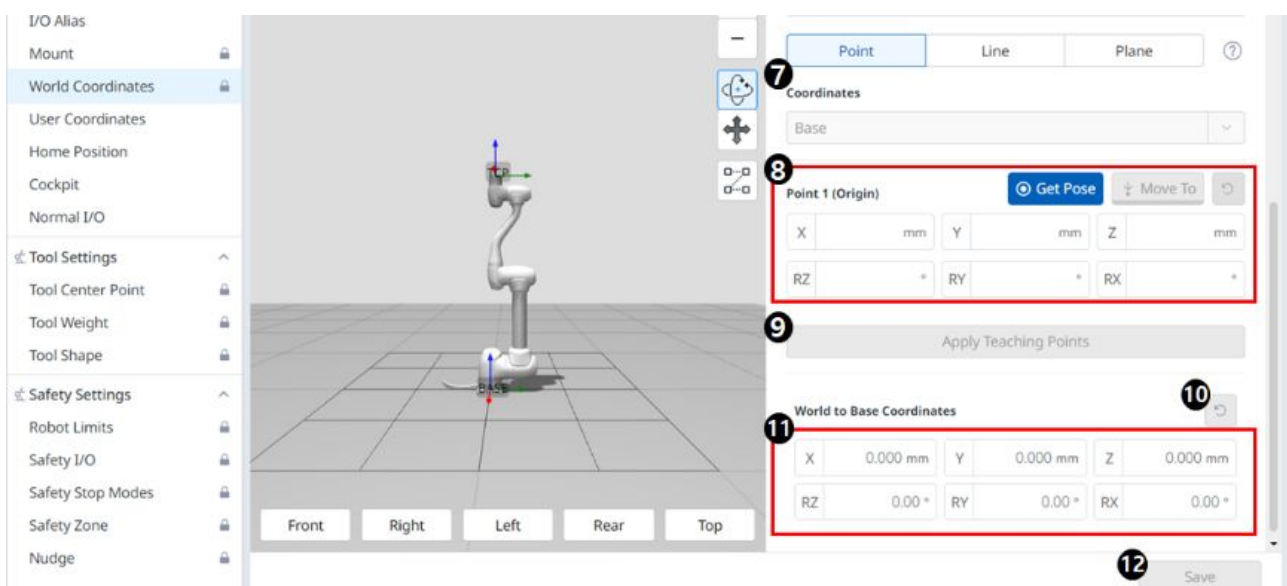 I/O Alias
Mount
World Coordinates
User Coordinates
Home Position
Cockpit
Normal I/O
Tool Settings
Tool Center Point
Tool Weight
Tool Shape
Safety Settings
Robot Limits
Safety I/O
Safety Stop Modes
Safety Zone
Nudge
TCP
BASE
Front Right Left Rear Top
Point Line Plane ?
7
Coordinates
Base
8
Point 1 (Origin) Get Pose Move To
X mm Y mm Z mm
RZ ° RY ° RX °
9
Apply Teaching Points
10
World to Base Coordinates
11
X 0.000 mm Y 0.000 mm Z 0.000 mm
RZ 0.00 ° RY 0.00 ° RX 0.00 °
12
Save